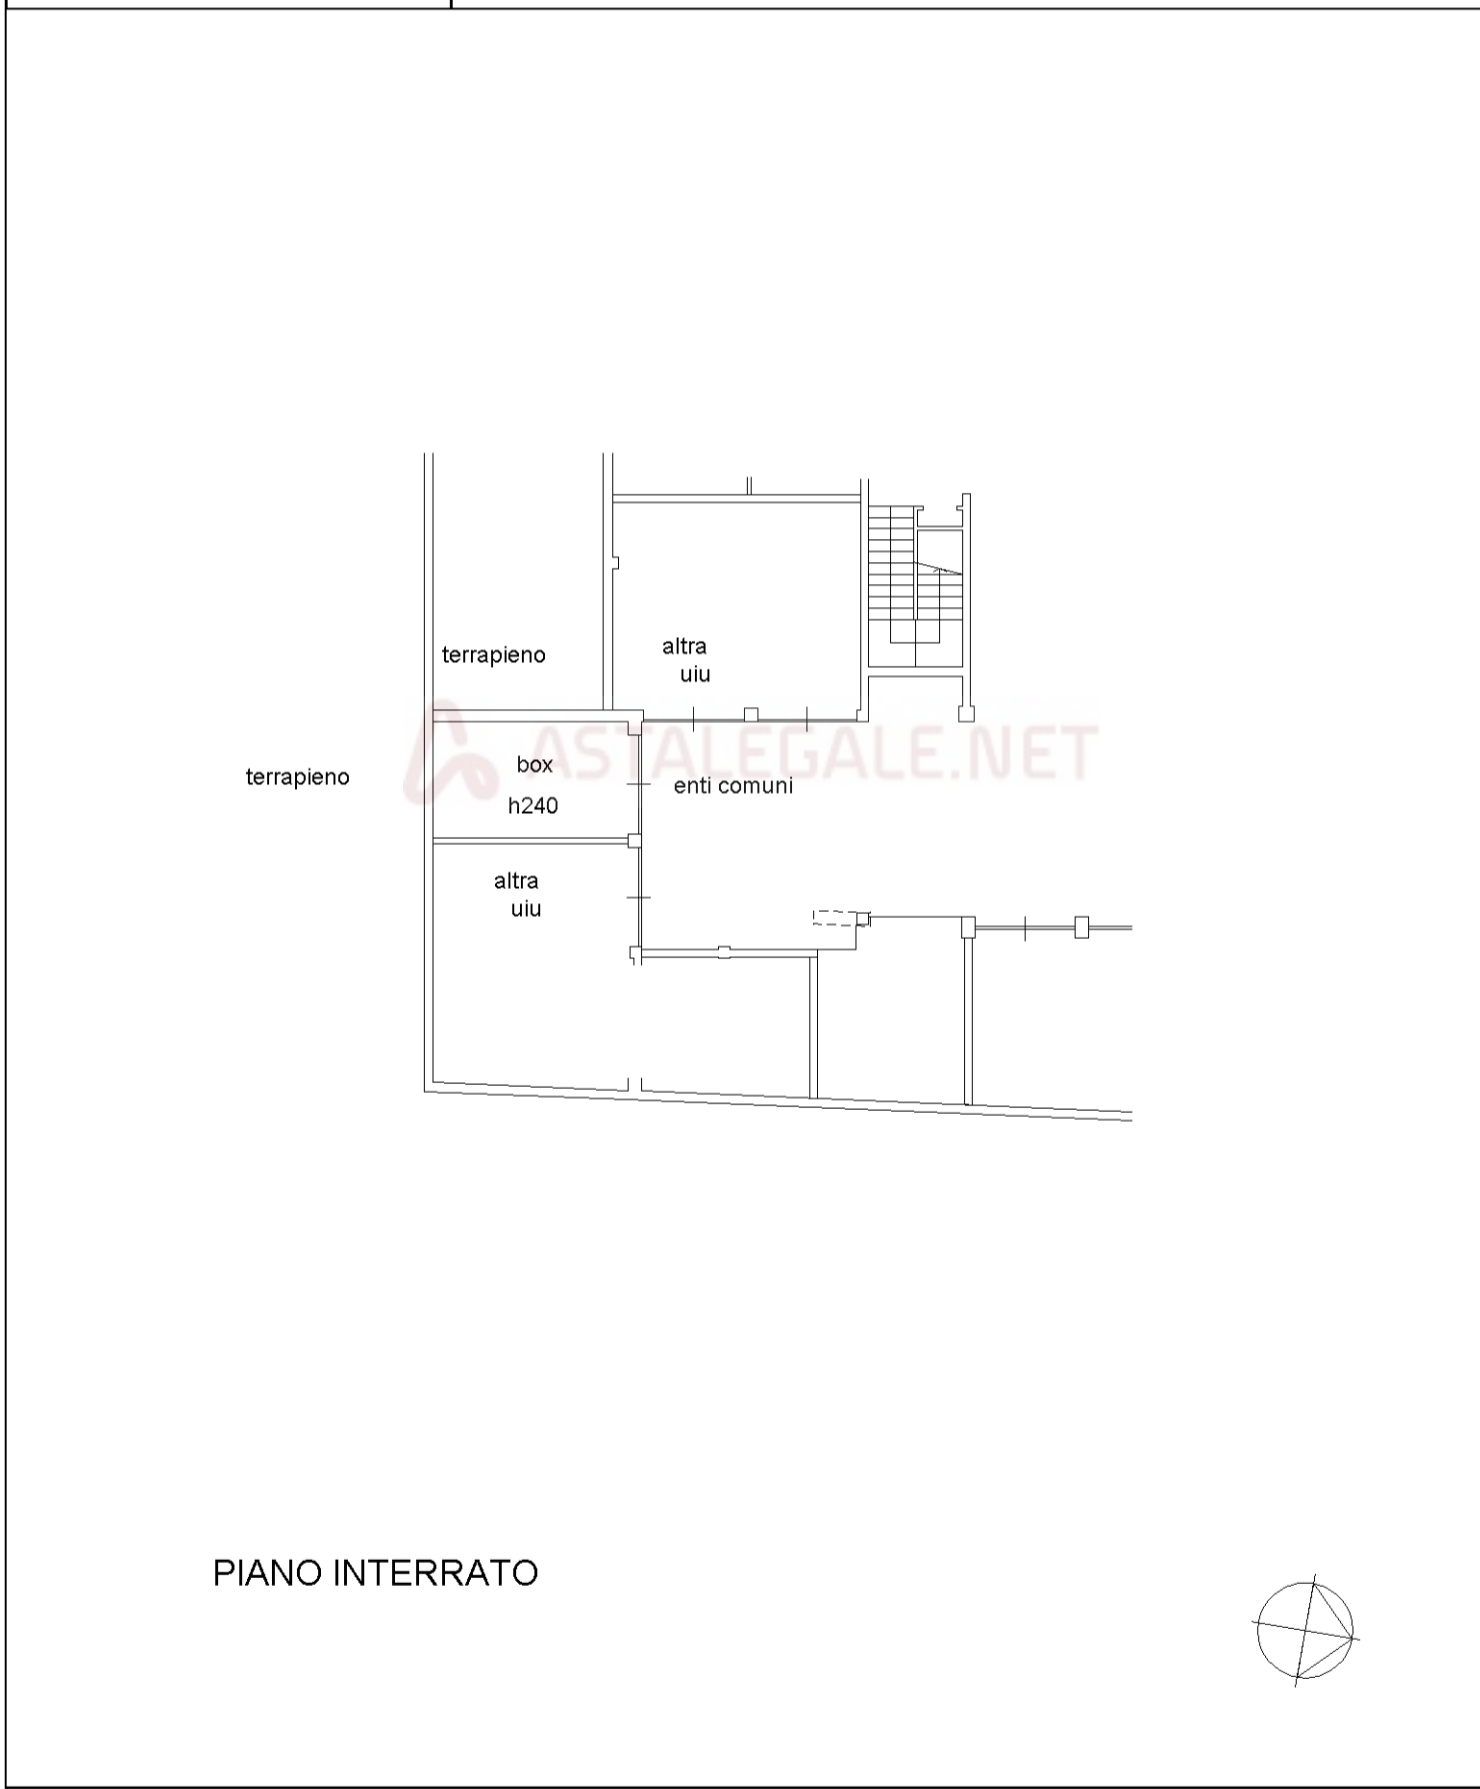 altra
uiu
terrapieno
ASTALEGALE.NET
box
terrapieno
enti comuni
h240
altra
uiu
PIANO INTERRATO